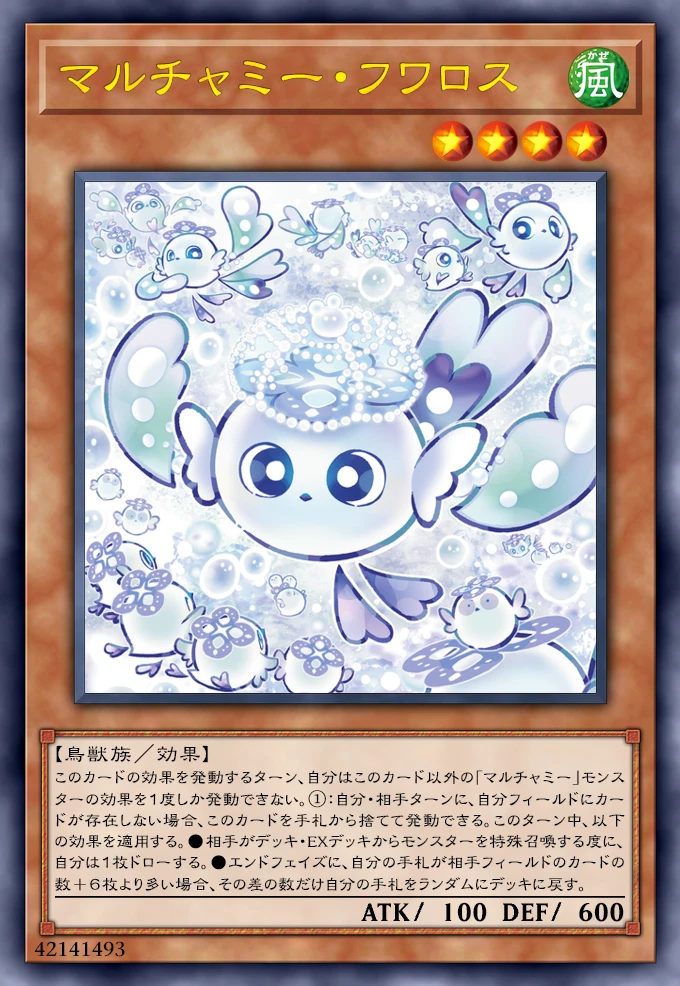 マルチャミー・フワロス
かぜ
風
【鳥獣族／効果】
このカードの効果を発動するターン、自分はこのカード以外の「マルチャミー」モンス
ターの効果を1度しか発動できない。①：自分・相手ターンに、自分フィールドにカー
ドが存在しない場合、このカードを手札から捨てて発動できる。このターン中、以下
の効果を適用する。●相手がデッキ・EXデッキからモンスターを特殊召喚する度に、
自分は1枚ドローする。●エンドフェイズに、自分の手札が相手フィールドのカードの
数＋6枚より多い場合、その差の数だけ自分の手札をランダムにデッキに戻す。
ATK/ 100 DEF/ 600
42141493